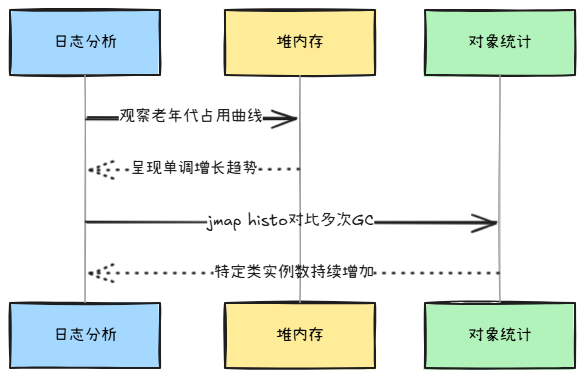 日志分析
堆内存
对象统计
观察老年代占用曲线
呈现单调增长趋势
jmap histo对比多次GC
特定类实例数持续增加
日志分析
堆内存
对象统计